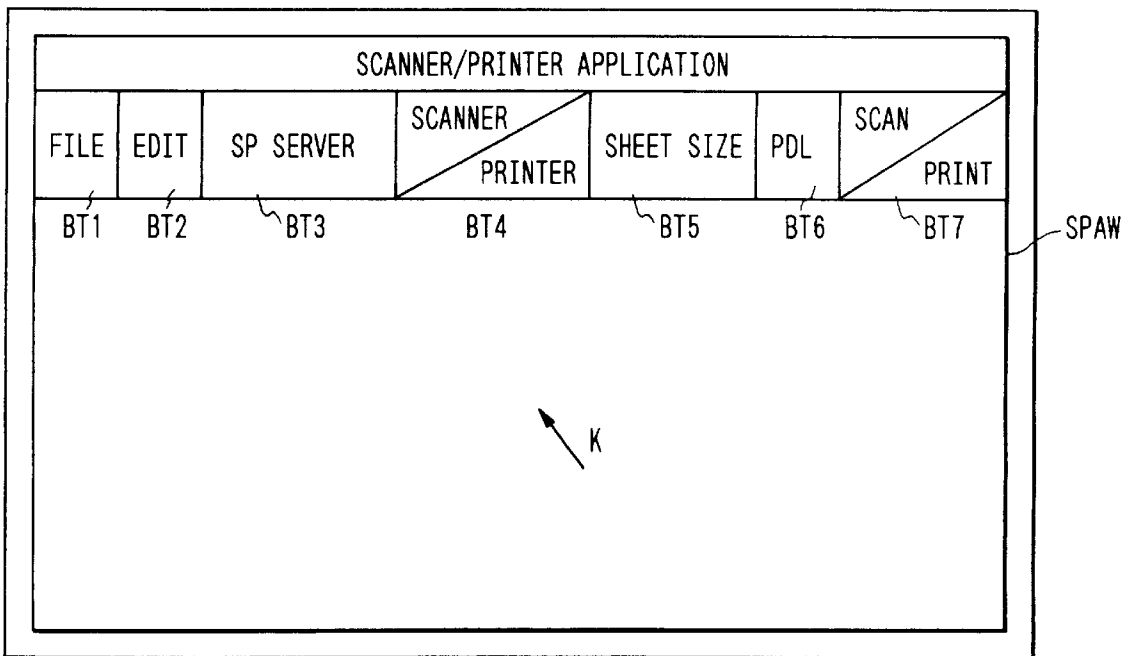 SCANNER/PRINTER APPLICATION
FILE EDIT SP SERVER SCANNER PRINTER SHEET SIZE PDL SCAN PRINT
BT1 BT2 BT3 BT4 BT5 BT6 BT7
SPAW
K